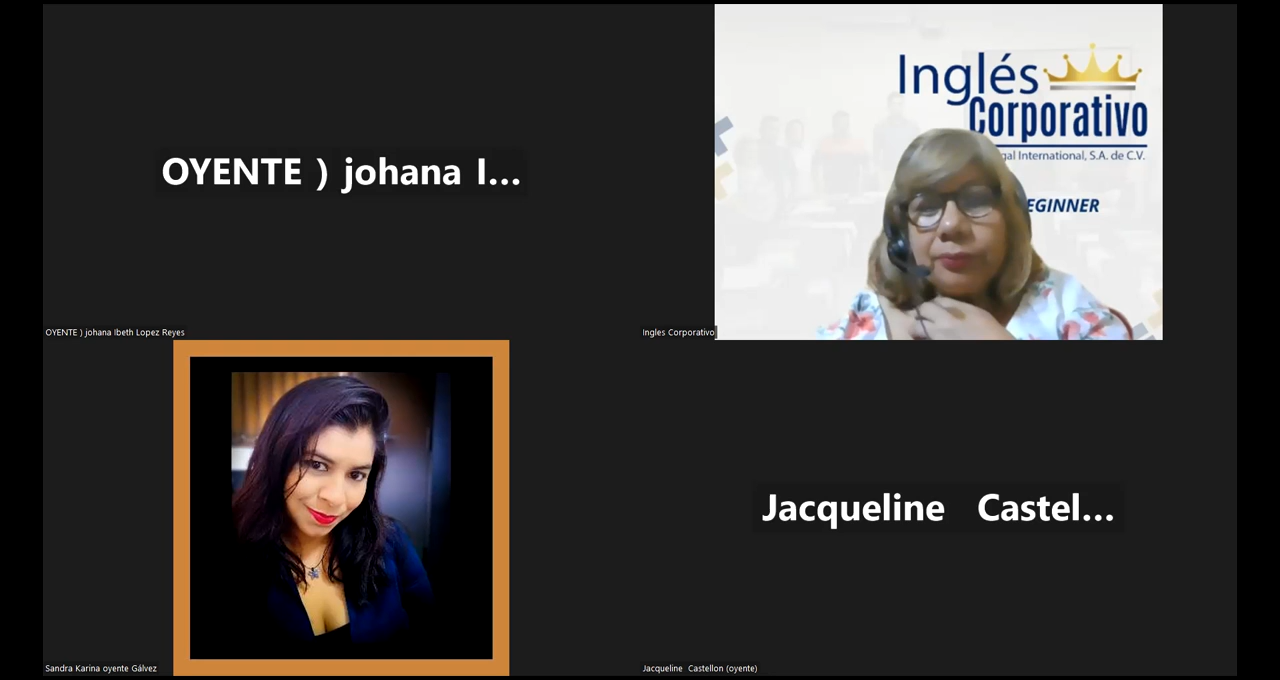 OYENTE ) johana I...
OYENTE ) johana Ibeth Lopez Reyes
Inglés
Corporativo
gal International, S.A. de C.V.
EGINNER
Ingles Corporativo
Sandra Karina oyente Gálvez
Jacqueline Castel...
Jacqueline Castellon (oyente)